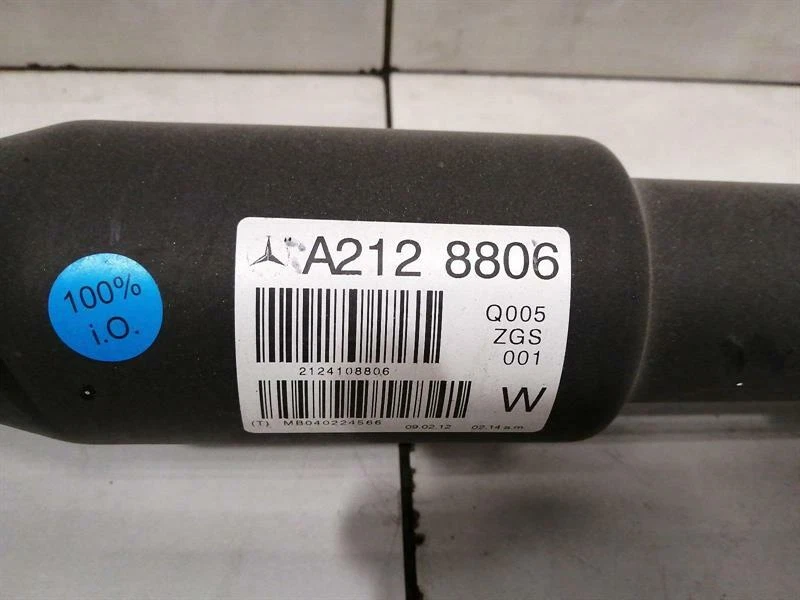 100%
i.O.
A212 8806
Q005
ZGS
001
2124108806
W
(T) MB040224566 09.02.12 02.14 a.m